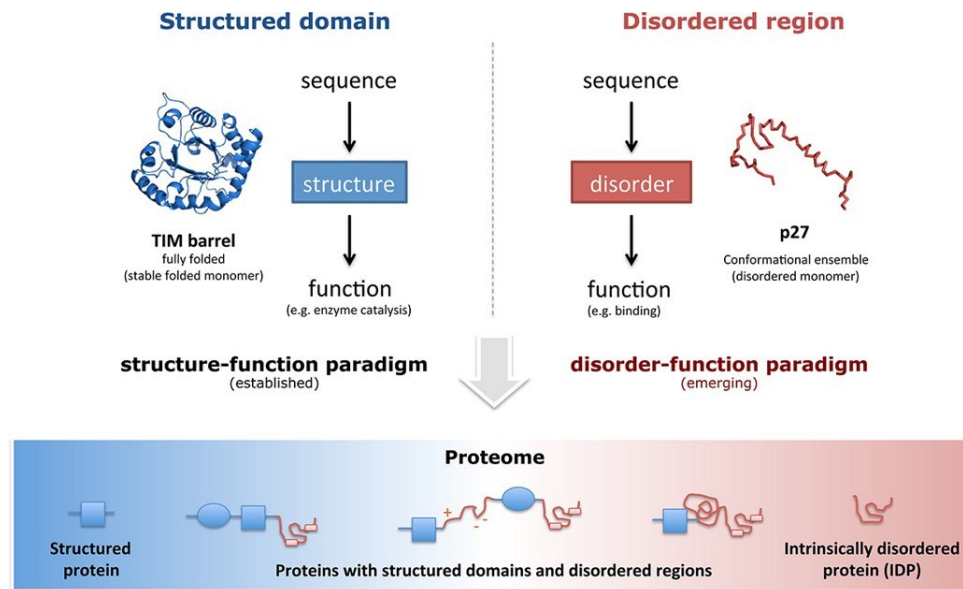 Structured domain
sequence
structure
TIM barrel
fully folded
(stable folded monomer)
function
(e.g. enzyme catalysis)
structure-function paradigm
(established)
Disordered region
sequence
disorder
p27
Conformational ensemble
(disordered monomer)
function
(e.g. binding)
disorder-function paradigm
(emerging)
Proteome
+
-
-
Structured
protein
Proteins with structured domains and disordered regions
Intrinsically disordered
protein (IDP)